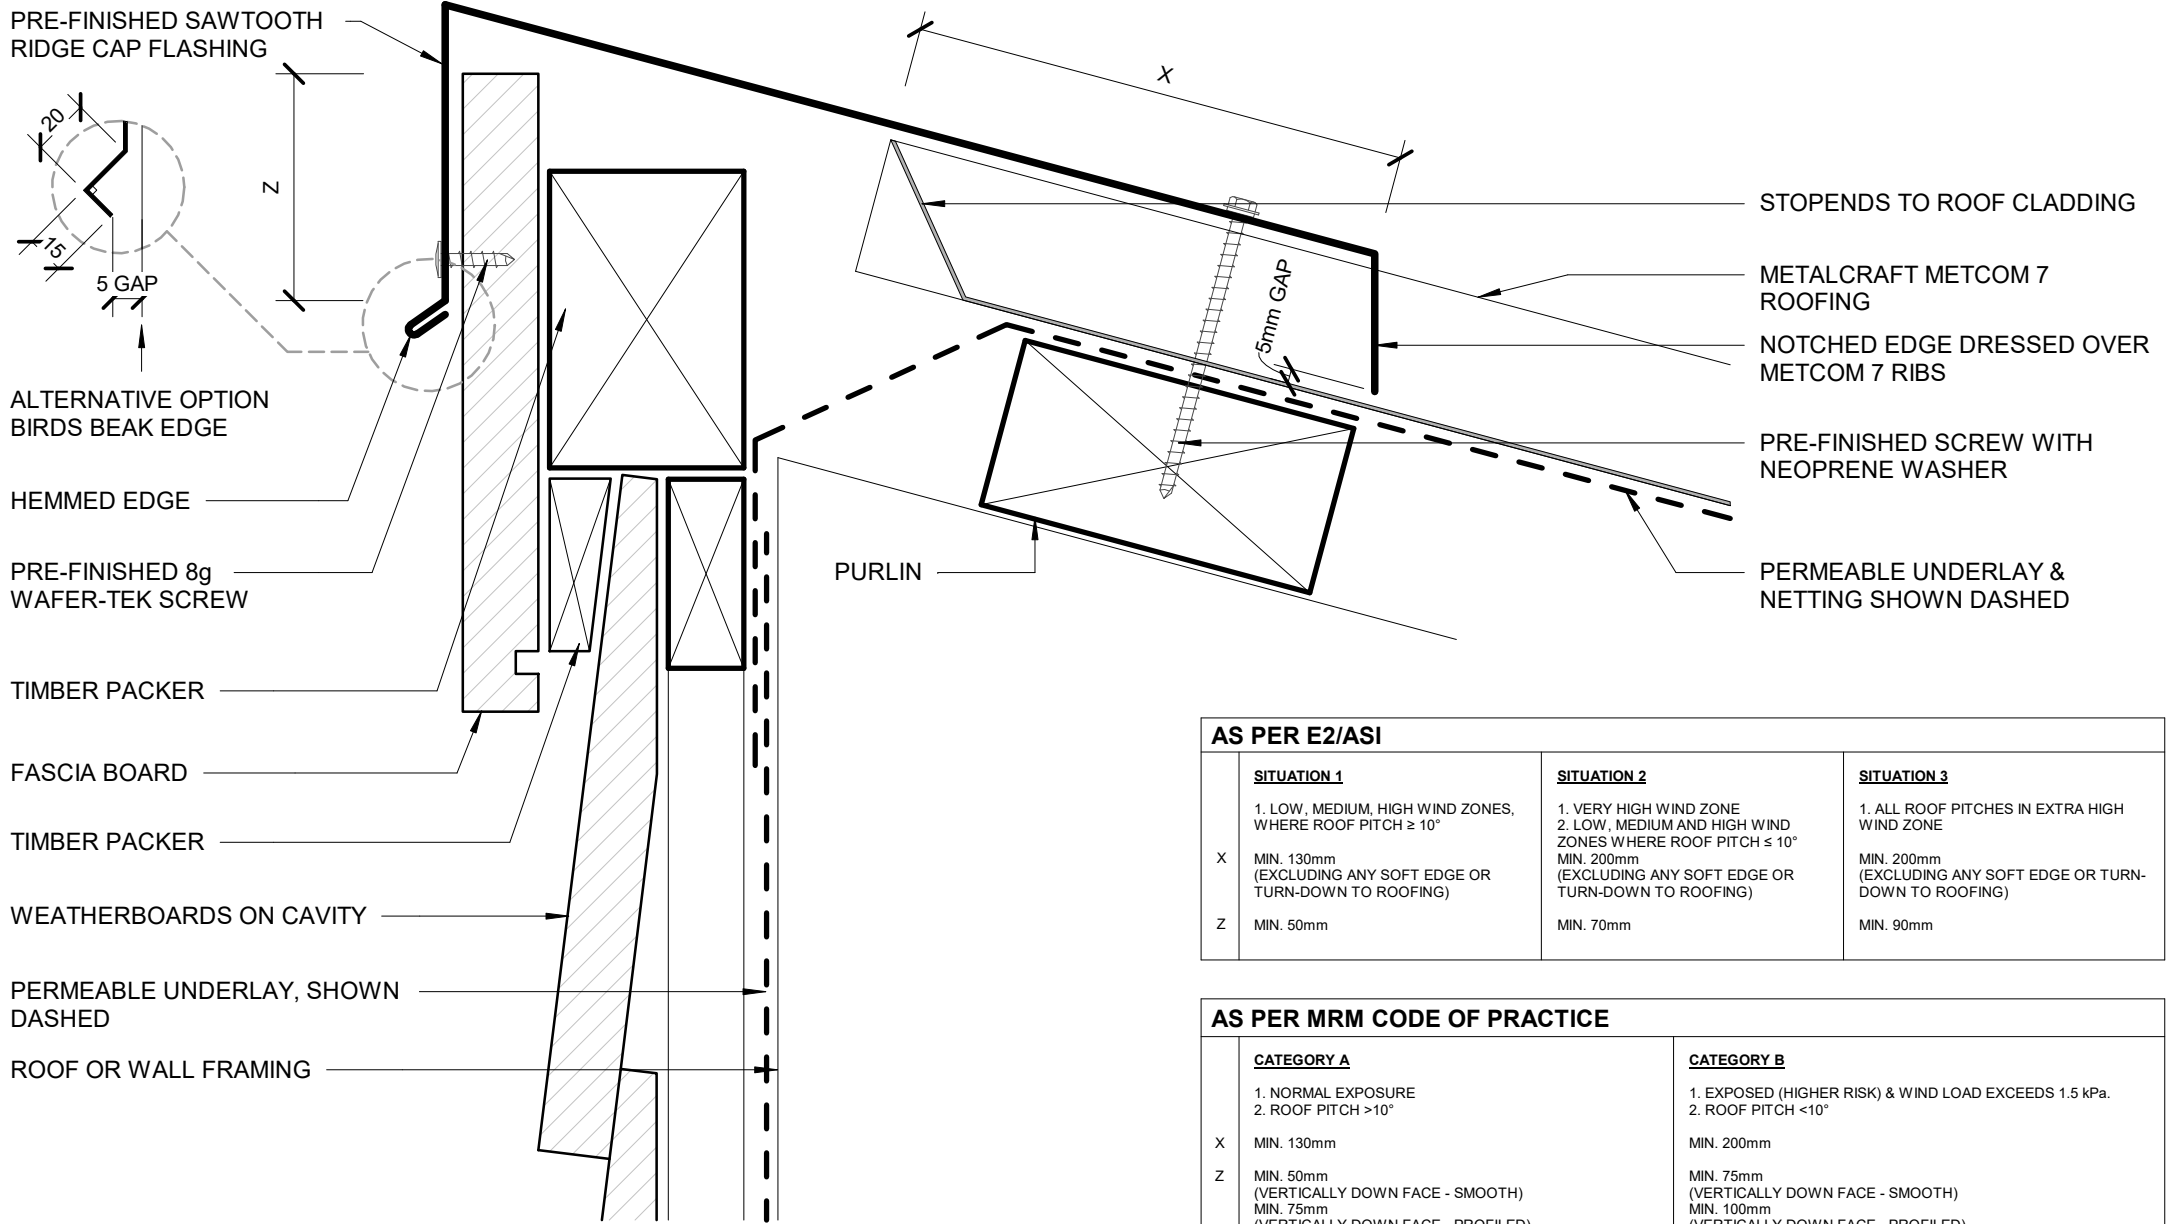 PRE-FINISHED SAWTOOTH
RIDGE CAP FLASHING
20
15
5 GAP
Z
X
5mm GAP
ALTERNATIVE OPTION
BIRDS BEAK EDGE
HEMMED EDGE
PRE-FINISHED 8g
WAFER-TEK SCREW
TIMBER PACKER
FASCIA BOARD
TIMBER PACKER
WEATHERBOARDS ON CAVITY
PERMEABLE UNDERLAY, SHOWN
DASHED
ROOF OR WALL FRAMING
PURLIN
STOPENDS TO ROOF CLADDING
METALCRAFT METCOM 7
ROOFING
NOTCHED EDGE DRESSED OVER
METCOM 7 RIBS
PRE-FINISHED SCREW WITH
NEOPRENE WASHER
PERMEABLE UNDERLAY &
NETTING SHOWN DASHED
AS PER E2/ASI
SITUATION 1
1. LOW, MEDIUM, HIGH WIND ZONES,
WHERE ROOF PITCH ≥ 10°
X
MIN. 130mm
(EXCLUDING ANY SOFT EDGE OR
TURN-DOWN TO ROOFING)
Z
MIN. 50mm
SITUATION 2
1. VERY HIGH WIND ZONE
2. LOW, MEDIUM AND HIGH WIND
ZONES WHERE ROOF PITCH ≤ 10°
MIN. 200mm
(EXCLUDING ANY SOFT EDGE OR
TURN-DOWN TO ROOFING)
MIN. 70mm
SITUATION 3
1. ALL ROOF PITCHES IN EXTRA HIGH
WIND ZONE
MIN. 200mm
(EXCLUDING ANY SOFT EDGE OR TURN-
DOWN TO ROOFING)
MIN. 90mm
AS PER MRM CODE OF PRACTICE
CATEGORY A
1. NORMAL EXPOSURE
2. ROOF PITCH >10°
X
MIN. 130mm
Z
MIN. 50mm
(VERTICALLY DOWN FACE - SMOOTH)
MIN. 75mm
(VERTICALLY DOWN FACE - PROFILED)
CATEGORY B
1. EXPOSED (HIGHER RISK) & WIND LOAD EXCEEDS 1.5 kPa.
2. ROOF PITCH <10°
MIN. 200mm
MIN. 75mm
(VERTICALLY DOWN FACE - SMOOTH)
MIN. 100mm
(VERTICALLY DOWN FACE - PROFILED)